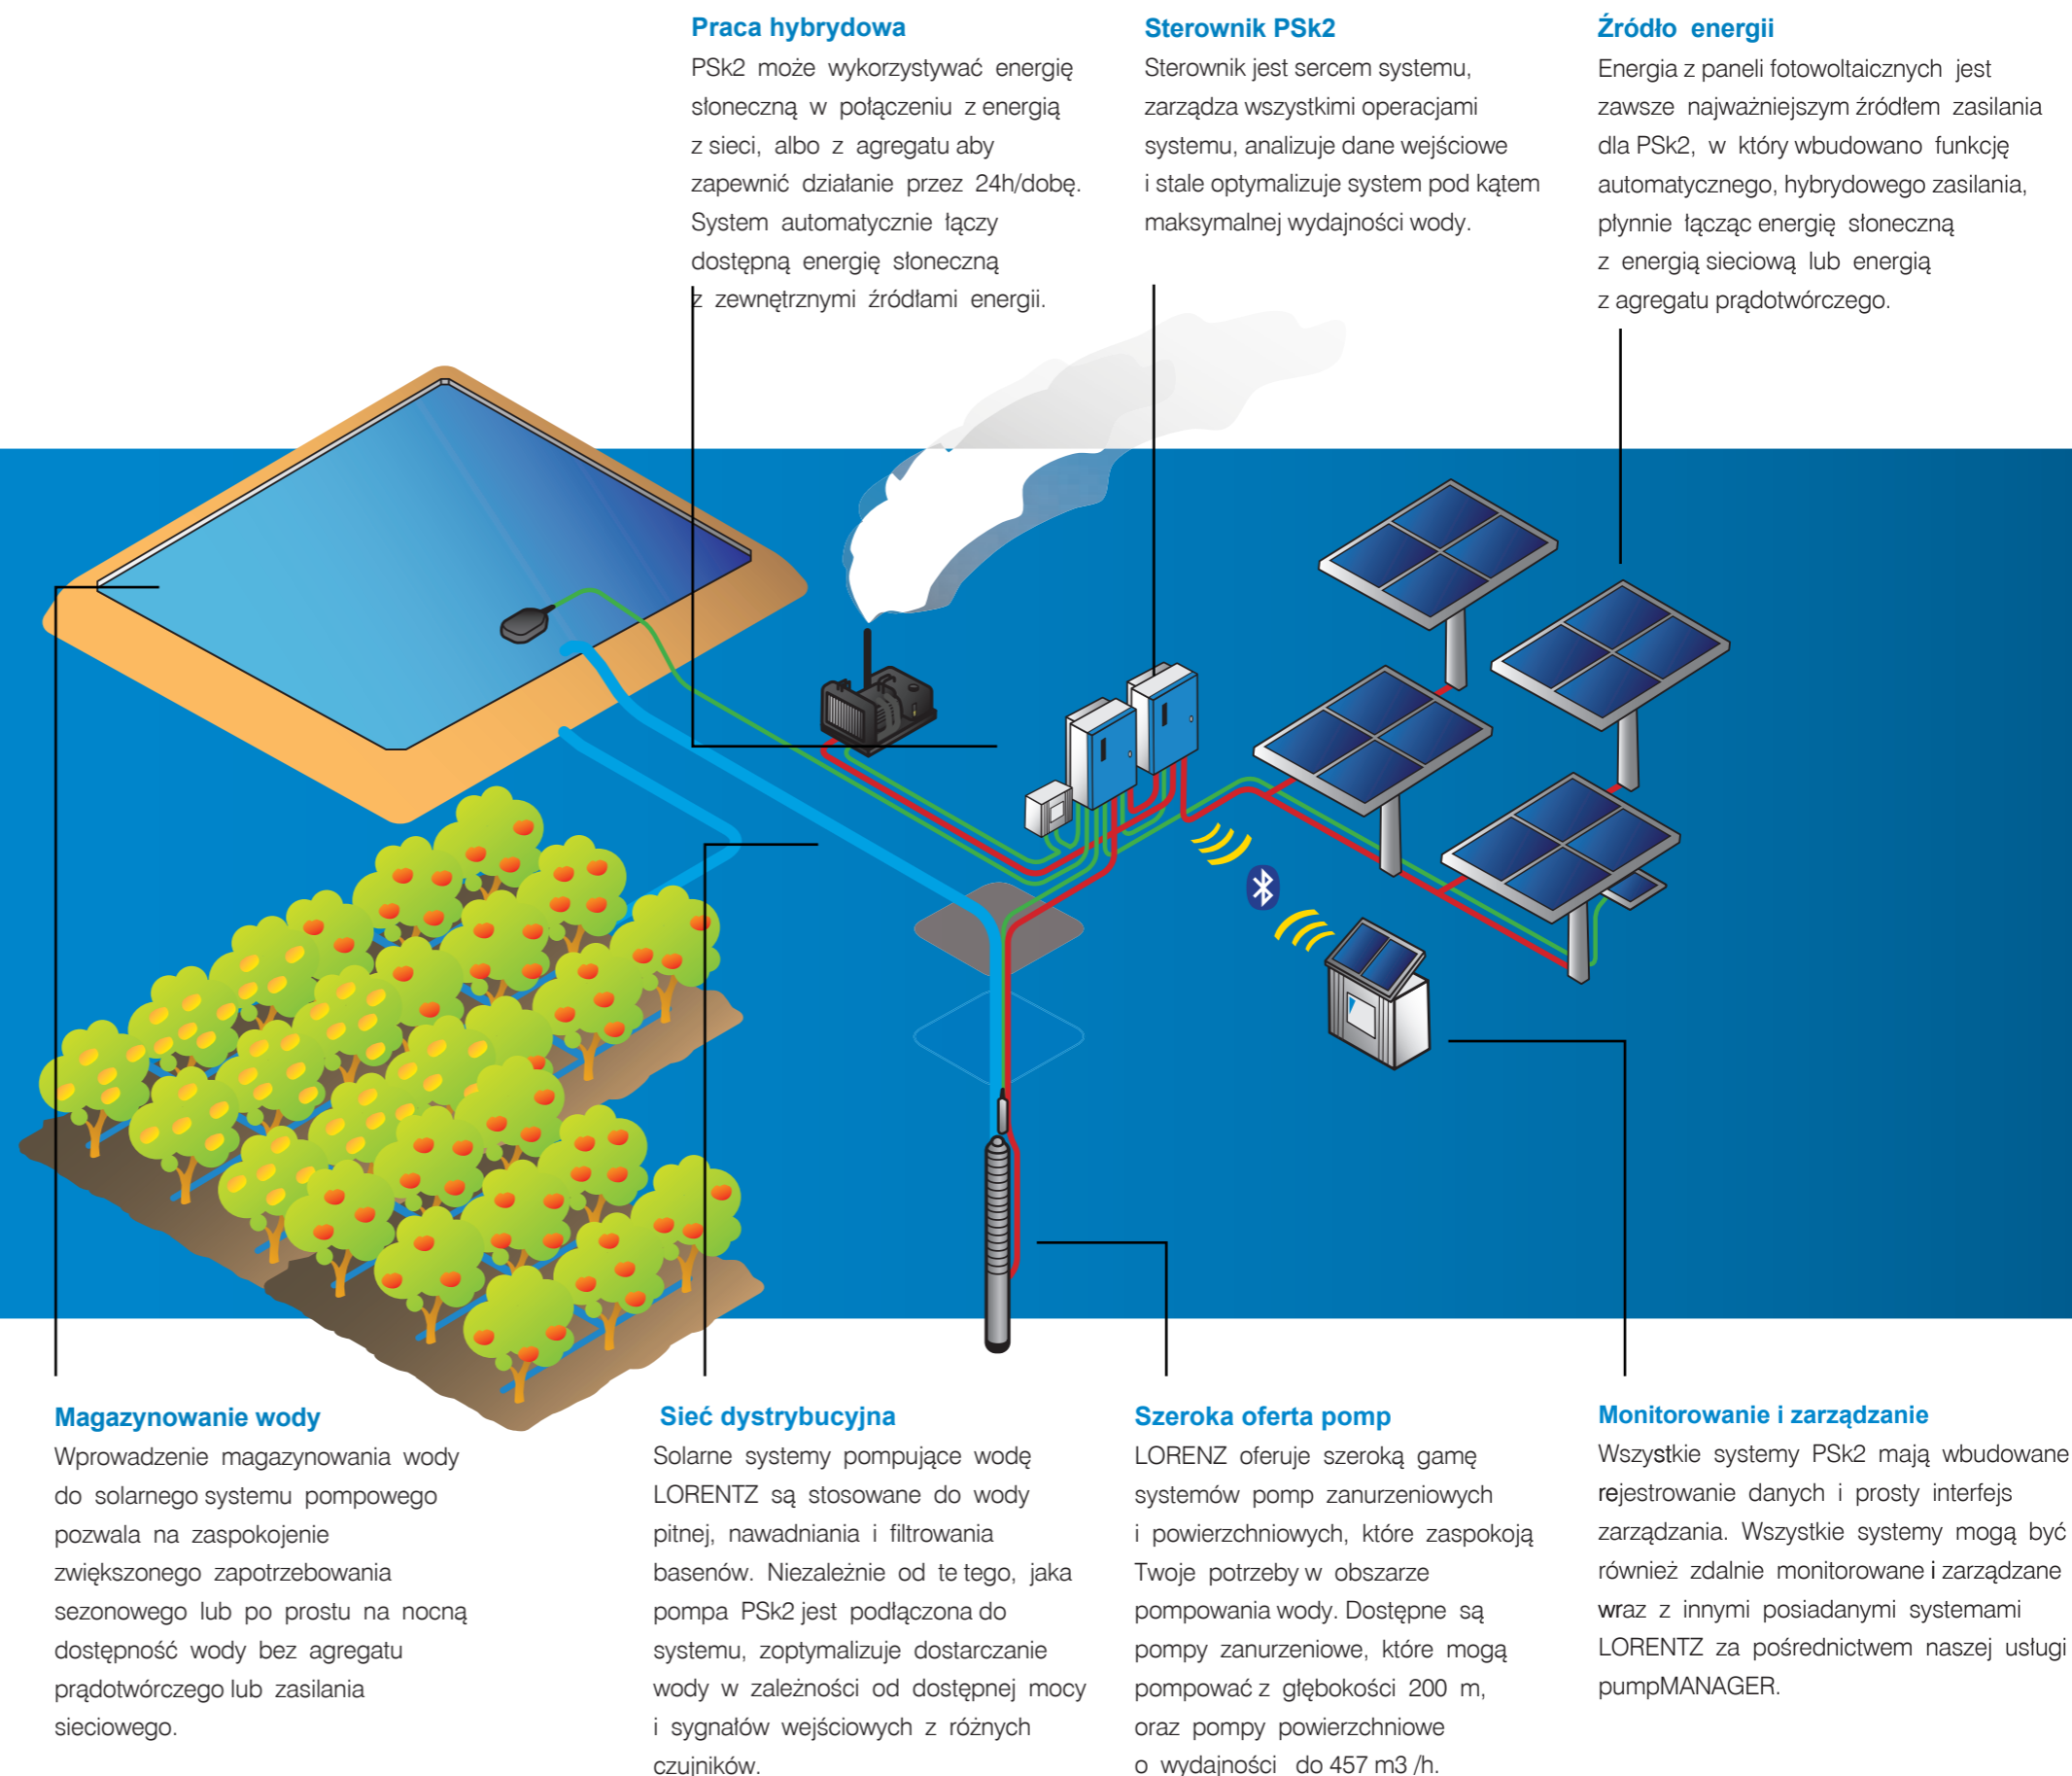 Praca hybrydowa
PSk2 może wykorzystywać energię
słoneczną w połączeniu z energią
z sieci, albo z agregatu aby
zapewnić działanie przez 24h/dobę.
System automatycznie łączy
dostępną energię słoneczną
z zewnętrznymi źródłami energii.
Sterownik PSk2
Sterownik jest sercem systemu,
zarządza wszystkimi operacjami
systemu, analizuje dane wejściowe
i stale optymalizuje system pod kątem
maksymalnej wydajności wody.
Źródło energii
Energia z paneli fotowoltaicznych jest
zawsze najważniejszym źródłem zasilania
dla PSk2, w który wbudowano funkcję
automatycznego, hybrydowego zasilania,
płynnie łącząc energię słoneczną
z energią sieciową lub energią
z agregatu prądotwórczego.
Magazynowanie wody
Wprowadzenie magazynowania wody
do solarnego systemu pompowego
pozwala na zaspokojenie
zwiększonego zapotrzebowania
sezonowego lub po prostu na nocną
dostępność wody bez agregatu
prądotwórczego lub zasilania
sieciowego.
Sieć dystrybucyjna
Solarne systemy pompujące wodę
LORENTZ są stosowane do wody
pitnej, nawadniania i filtrowania
basenów. Niezależnie od te tego, jaka
pompa PSk2 jest podłączona do
systemu, zoptymalizuje dostarczanie
wody w zależności od dostępnej mocy
i sygnałów wejściowych z różnych
czujników.
Szeroka oferta pomp
LORENZ oferuje szeroką gamę
systemów pomp zanurzeniowych
i powierzchniowych, które zaspokoją
Twoje potrzeby w obszarze
pompowania wody. Dostępne są
pompy zanurzeniowe, które mogą
pompować z głębokości 200 m,
oraz pompy powierzchniowe
o wydajności do 457 m3 /h.
Monitorowanie i zarządzanie
Wszystkie systemy PSk2 mają wbudowane
rejestrowanie danych i prosty interfejs
zarządzania. Wszystkie systemy mogą być
również zdalnie monitorowane i zarządzane
wraz z innymi posiadanymi systemami
LORENTZ za pośrednictwem naszej usługi
pumpMANAGER.